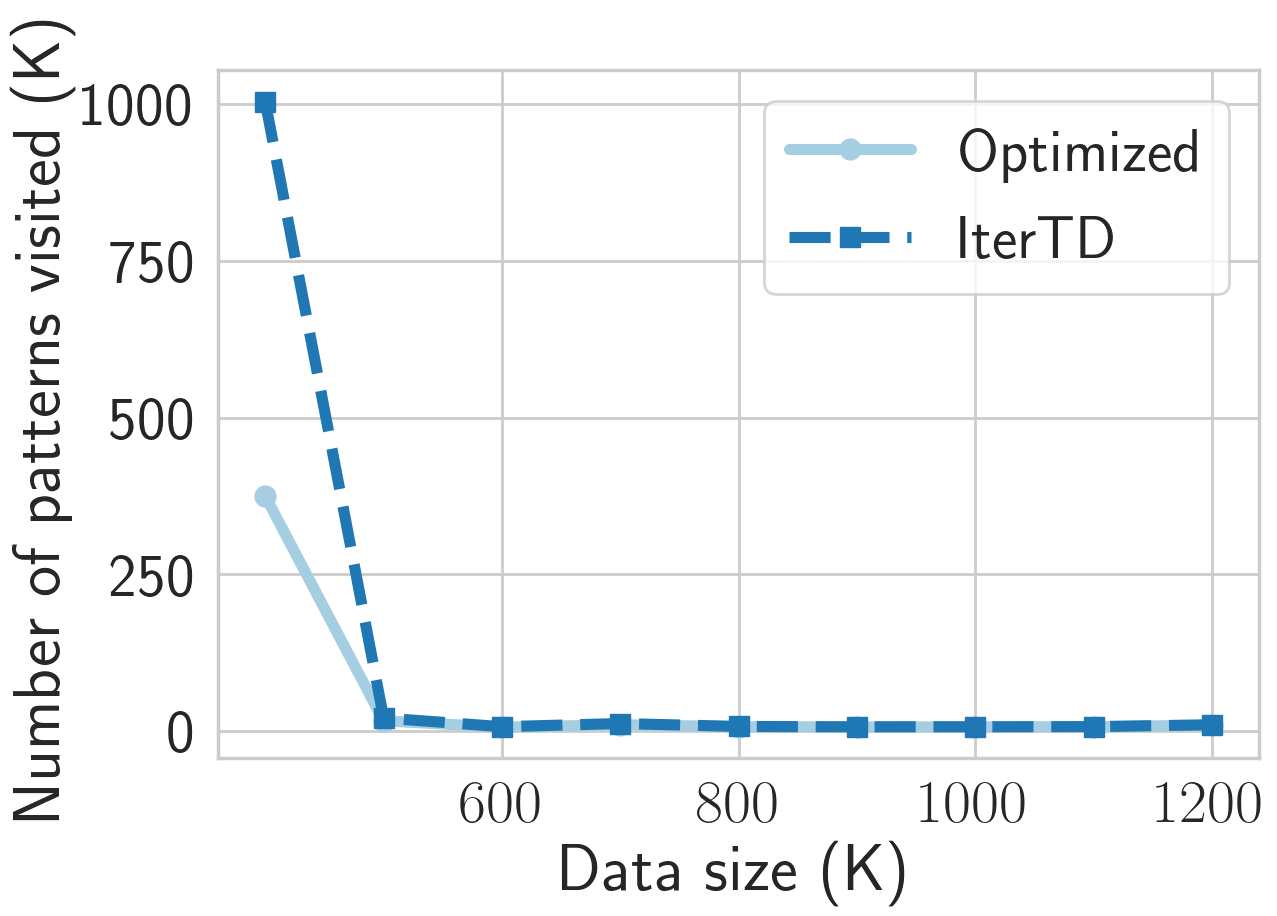 Number of patterns visited (K)
1000
750
500
250
0
Optimized
IterTD
600 800 1000 1200
Data size (K)